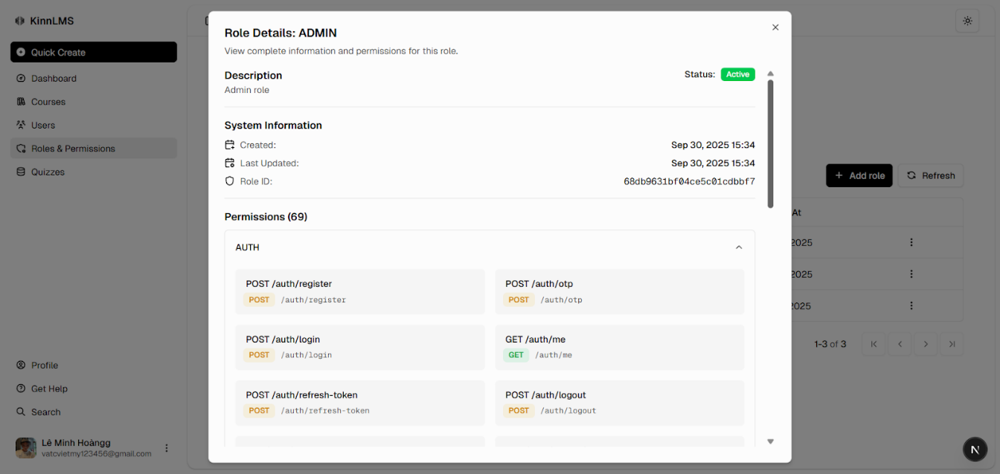 KinnLMS
Quick Create
Dashboard
Courses
Users
Roles & Permissions
Quizzes
Profile
Get Help
Search
Lê Minh Hoàngg
vatcvietmy123456@gmail.com
Role Details: ADMIN
View complete information and permissions for this role.
Description
Status: Active
Admin role
System Information
Created: Sep 30, 2025 15:34
Last Updated: Sep 30, 2025 15:34
Role ID: 68db9631bf04ce5c01cdbbf7
Permissions (69)
AUTH
POST /auth/register
POST /auth/register
POST /auth/otp
POST /auth/otp
POST /auth/login
POST /auth/login
GET /auth/me
GET /auth/me
POST /auth/refresh-token
POST /auth/refresh-token
POST /auth/logout
POST /auth/logout
+ Add role
Refresh
At
2025
2025
2025
1-3 of 3
N